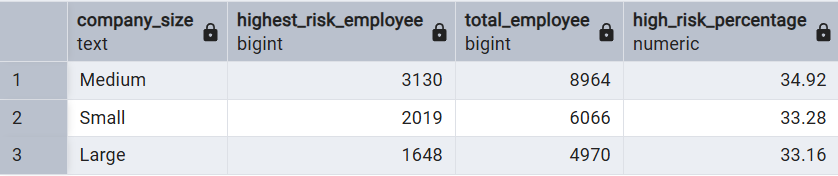 company_size highest_risk_employee total_employee high_risk_percentage
text bigint bigint numeric
1 Medium 3130 8964 34.92
2 Small 2019 6066 33.28
3 Large 1648 4970 33.16